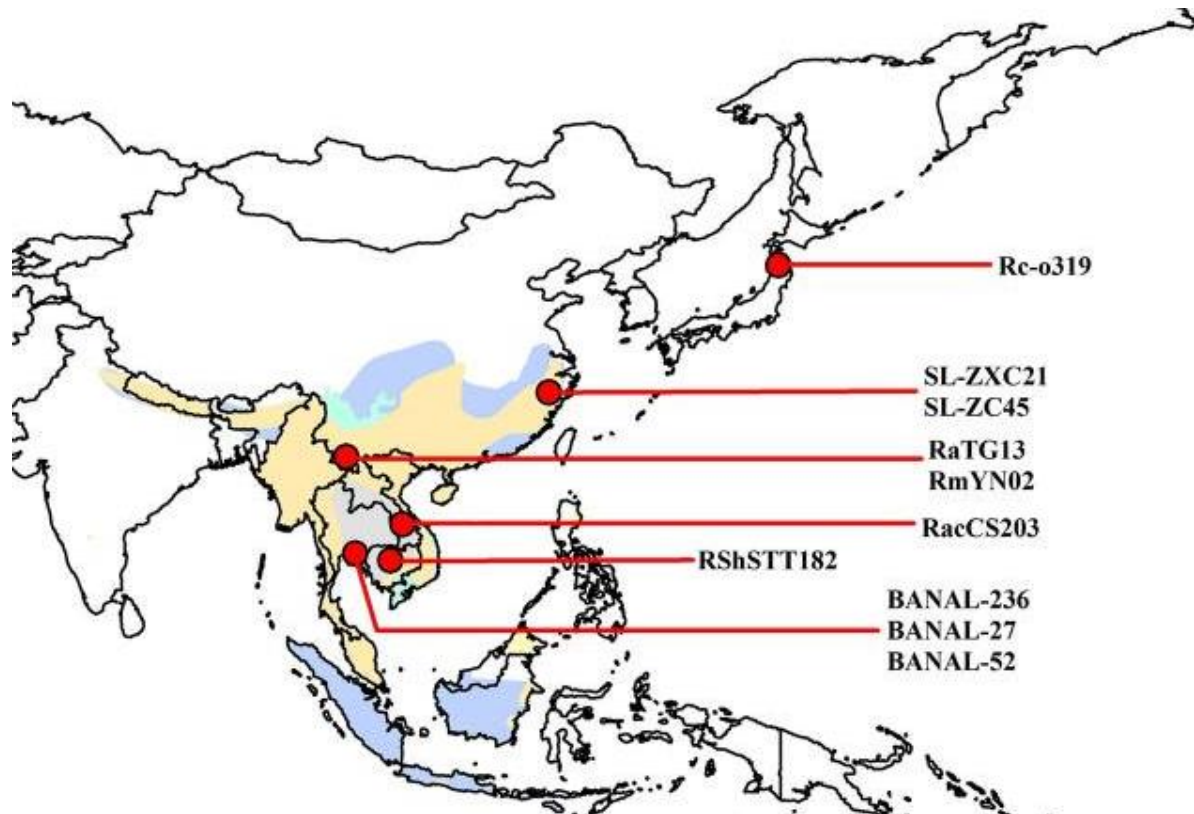 Rc-o319
SL-ZXC21
SL-ZC45
RaTG13
RmYN02
RacCS203
RShSTT182
BANAL-236
BANAL-27
BANAL-52